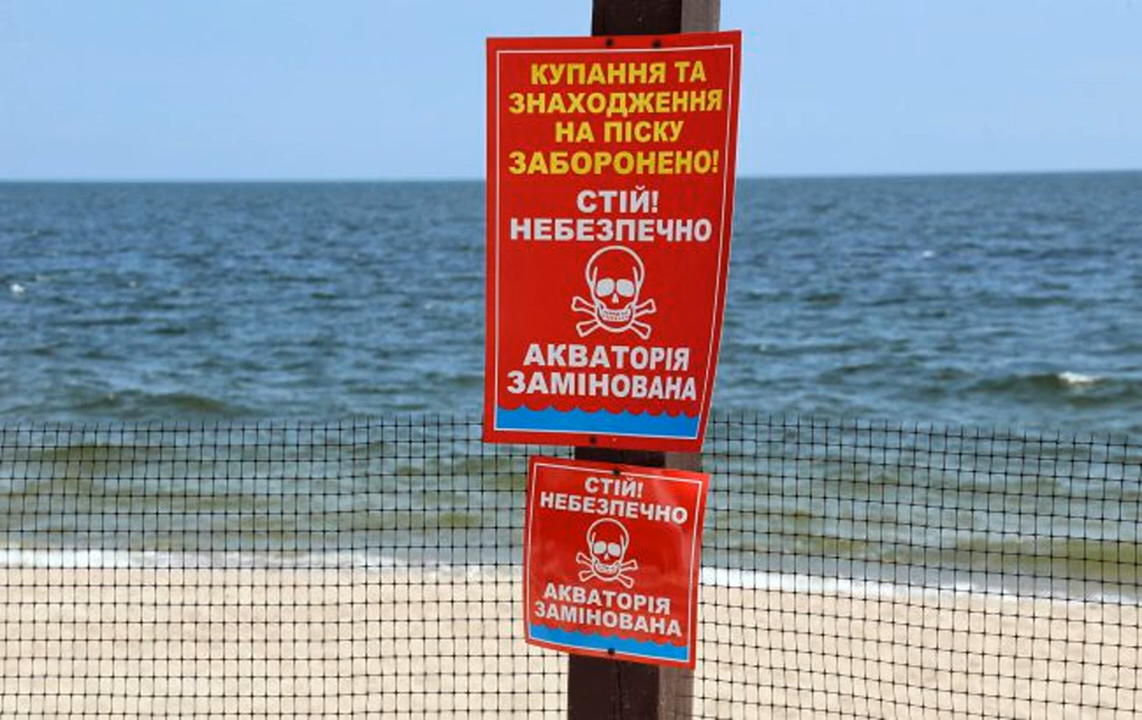 КУПАННЯ ТА
ЗНАХОДЖЕННЯ
НА ПІСКУ
ЗАБОРОНЕНО!
СТІЙ!
НЕБЕЗПЕЧНО
АКВАТОРІЯ
ЗАМІНОВАНА
СТІЙ!
НЕБЕЗПЕЧНО
АКВАТОРІЯ
ЗАМІНОВАНА